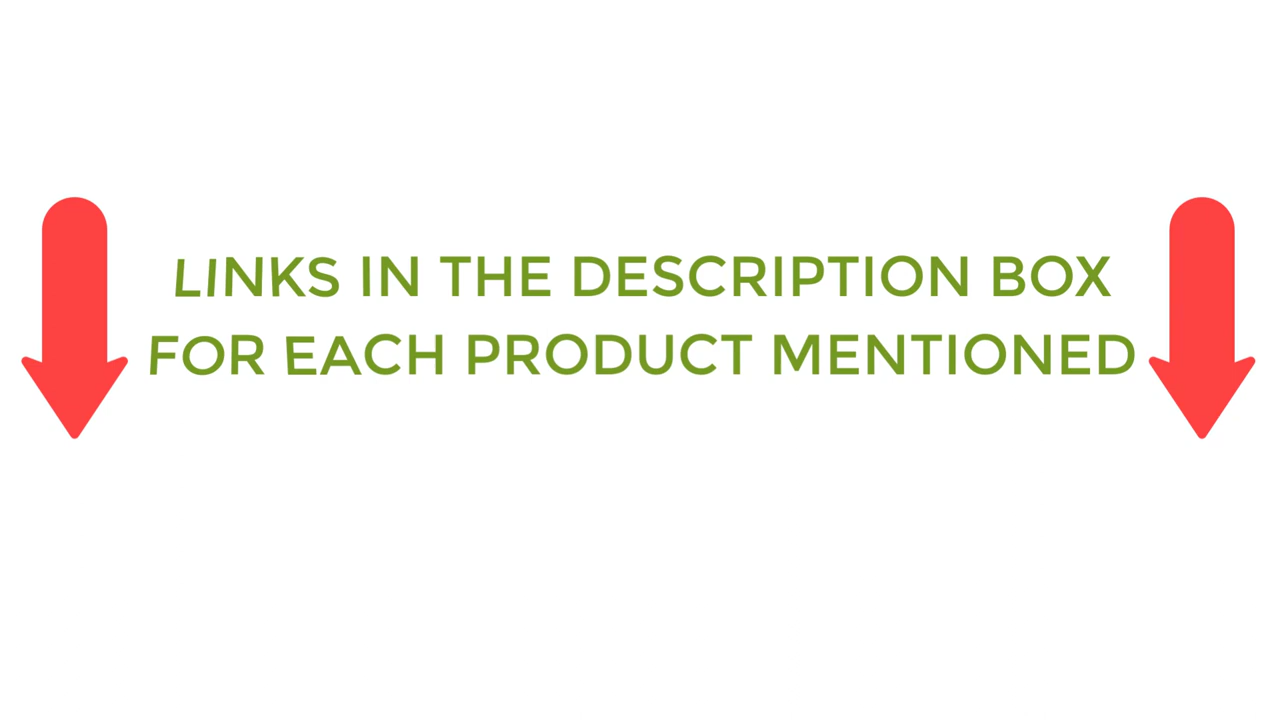 LINKS IN THE DESCRIPTION BOX
FOR EACH PRODUCT MENTIONED